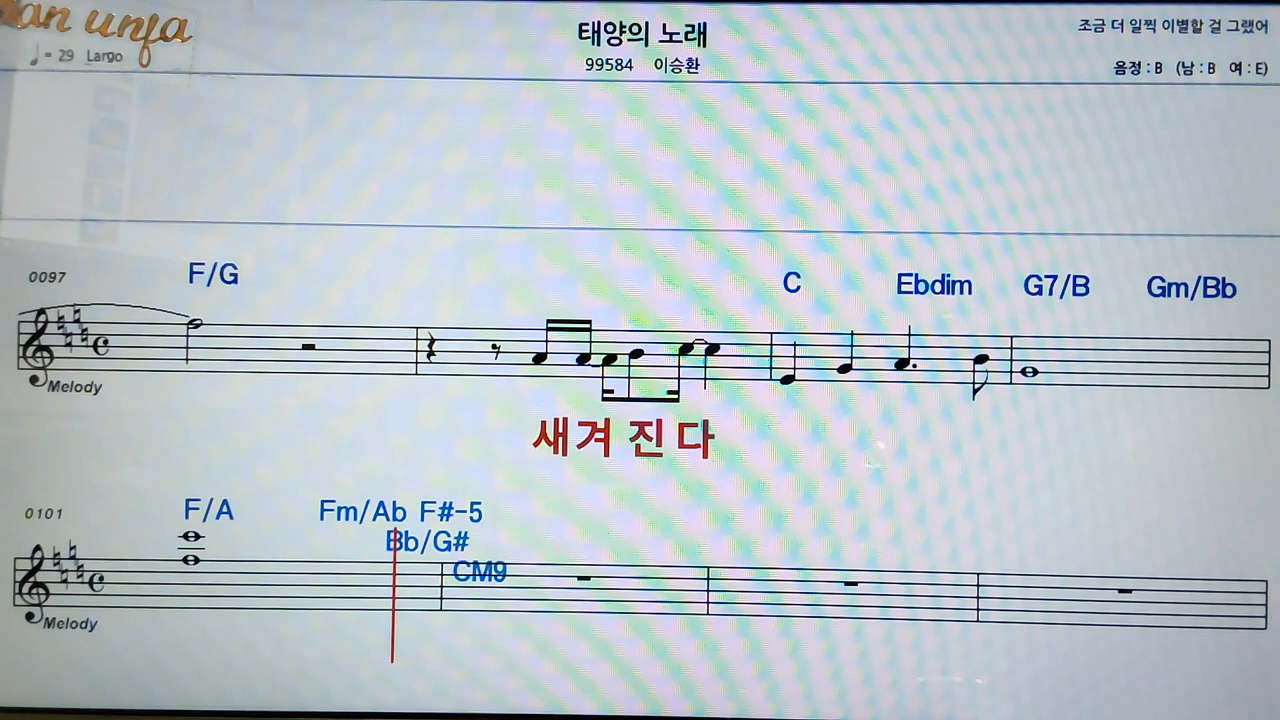 an unja
태양의 노래
조금 더 일찍 이별할 걸 그랬어
♩= 29 Largo
99584 이승환
음정 : B (남 : B 여 : E)
0097 F/G C Ebdim G7/B Gm/Bb
Melody
새겨 진 다
0101 F/A Fm/Ab F#-5
Bb/G#
CM9
Melody